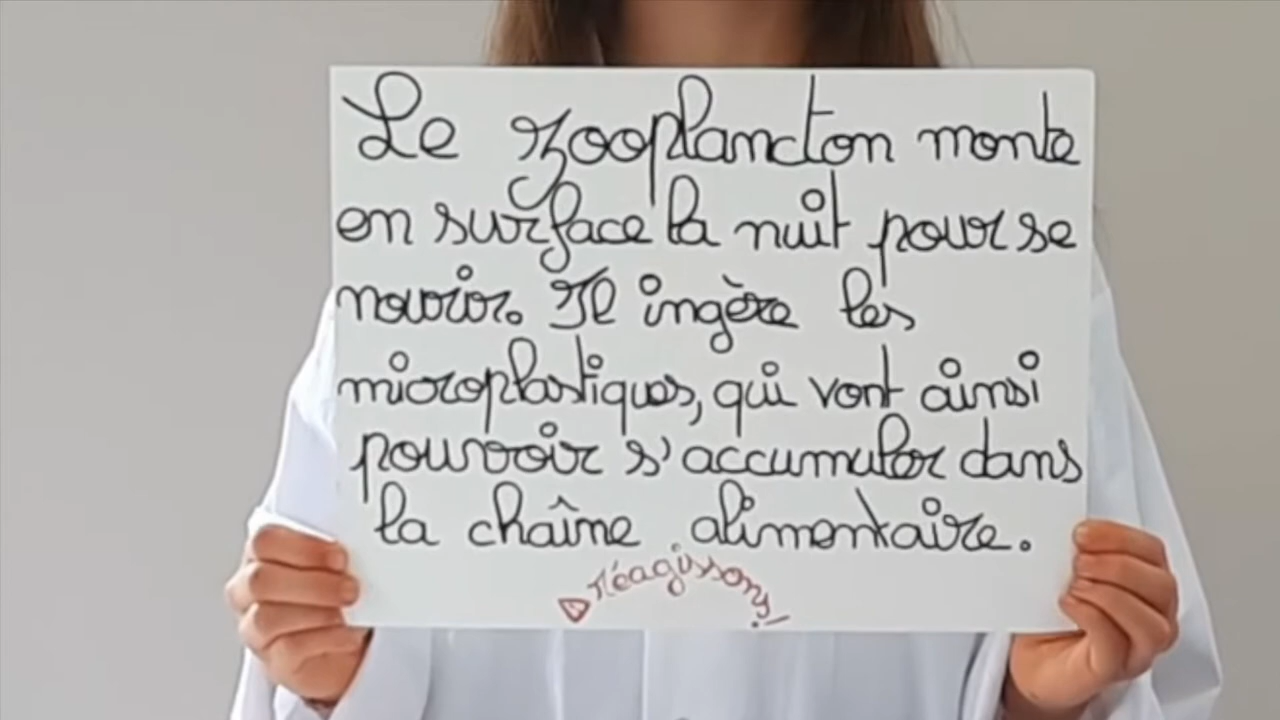 Le zooplancton monte
en surface la nuit pour se
nourir. Il ingère les
microplastiques, qui vont ainsi
pouvoir s'accumuler dans
la chaîne alimentaire.
réagissons!